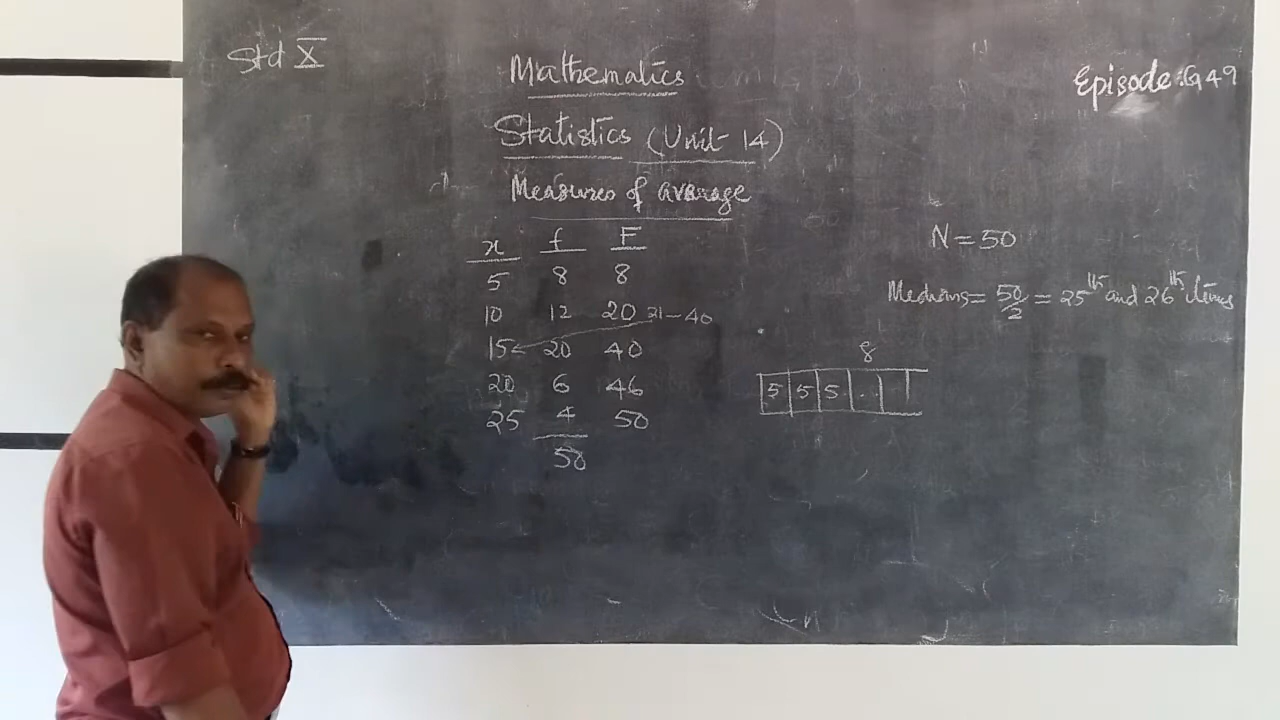 Std X
Mathematics
Episode: G49
Statistics (Unit-14)
Measures of average
x f F
5 8 8
10 12 20 21-40
15 20 40
20 6 46
25 4 50
50
N = 50
Medians = 50/2 = 25th and 26th items
8
5 5 5 ..